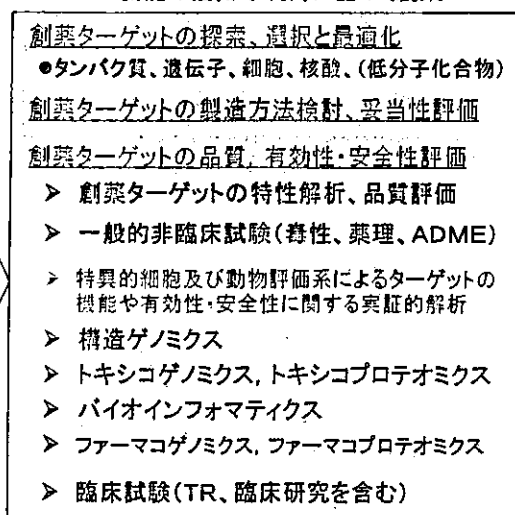 創薬ターゲットの探索、選択と最適化
●タンパク質、遺伝子、細胞、核酸、(低分子化合物)
創薬ターゲットの製造方法検討、妥当性評価
創薬ターゲットの品質,有効性・安全性評価
➢ 創薬ターゲットの特性解析、品質評価
➢ 一般的非臨床試験(毒性、薬理、ADME)
➢ 特異的細胞及び動物評価系によるターゲットの
機能や有効性・安全性に関する実証的解析
➢ 構造ゲノミクス
➢ トキシコゲノミクス,トキシコプロテオミクス
➢ バイオインフォマティクス
➢ ファーマコゲノミクス,ファーマコプロテオミクス
➢ 臨床試験(TR、臨床研究を含む)